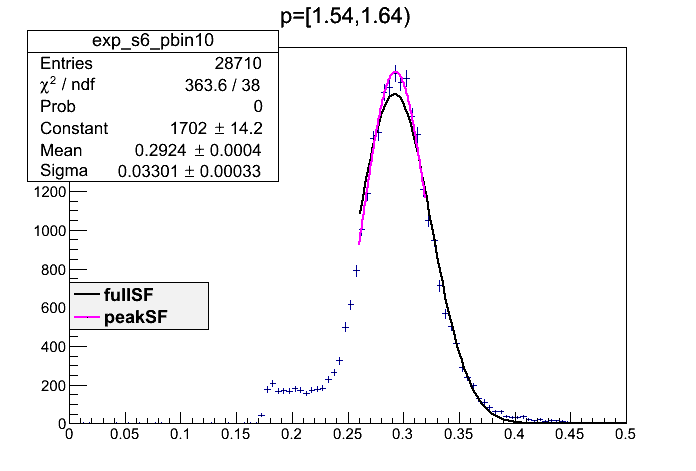 p=[1.54,1.64)
exp_s6_pbin10
Entries 28710
χ² / ndf 363.6 / 38
Prob 0
Constant 1702 ± 14.2
Mean 0.2924 ± 0.0004
Sigma 0.03301 ± 0.00033
1200
1000
800
fullSF
600
peakSF
400
200
0
0 0.05 0.1 0.15 0.2 0.25 0.3 0.35 0.4 0.45 0.5